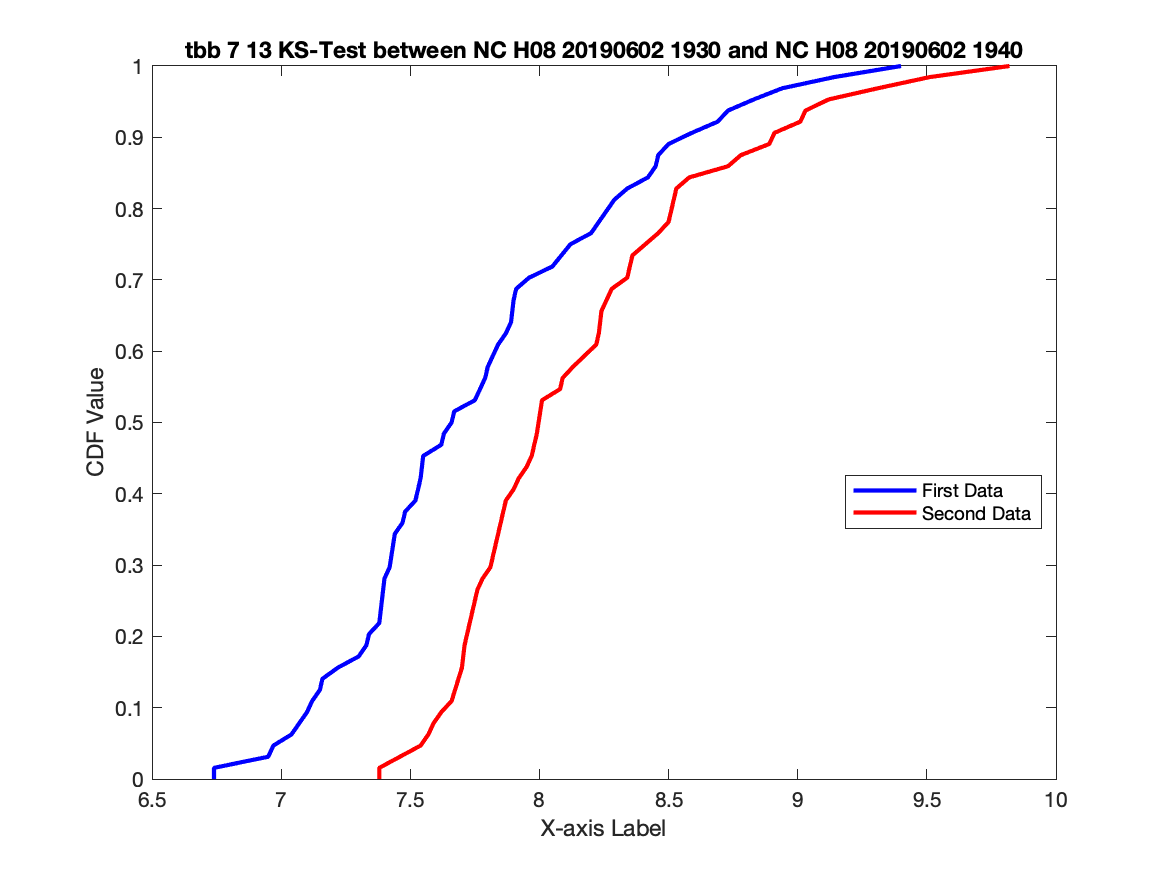 tbb 7 13 KS-Test between NC H08 20190602 1930 and NC H08 20190602 1940
1
0.9
0.8
0.7
0.6
0.5
0.4
0.3
0.2
0.1
0
CDF Value
First Data
Second Data
6.5 7 7.5 8 8.5 9 9.5 10
X-axis Label